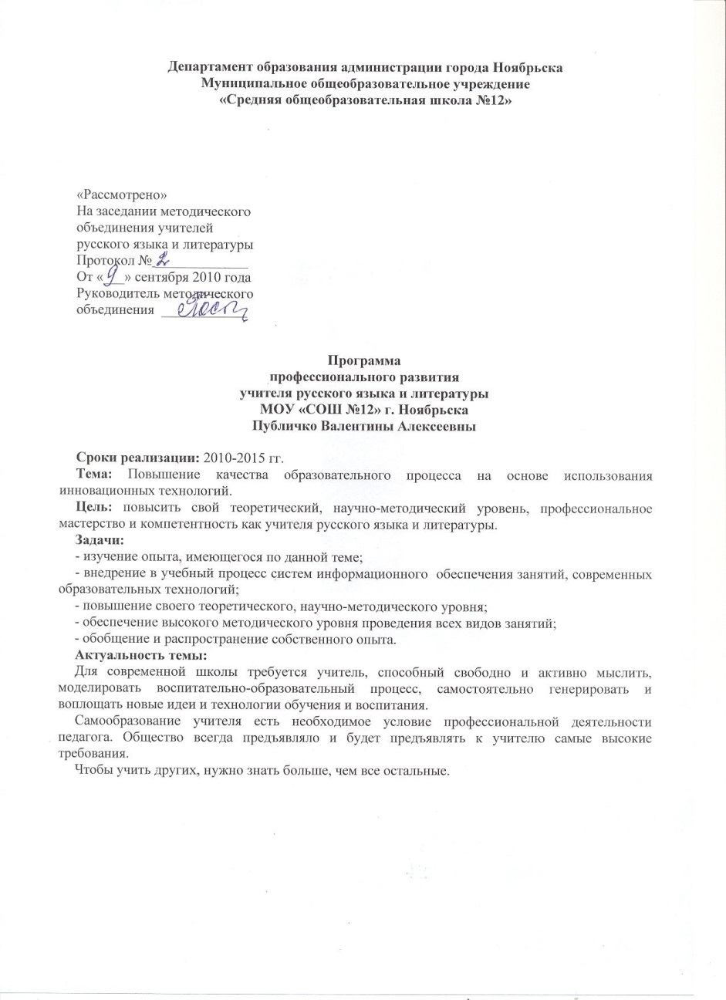 Департамент образования администрации города Ноябрьска
Муниципальное общеобразовательное учреждение
«Средняя общеобразовательная школа №12»
«Рассмотрено»
На заседании методического
объединения учителей
русского языка и литературы
Протокол № 2
От « 9 » сентября 2010 года
Руководитель методического
объединения
Программа
профессионального развития
учителя русского языка и литературы
МОУ «СОШ №12» г. Ноябрьска
Публичко Валентины Алексеевны
Сроки реализации: 2010-2015 гг.
Тема: Повышение качества образовательного процесса на основе использования
инновационных технологий.
Цель: повысить свой теоретический, научно-методический уровень, профессиональное
мастерство и компетентность как учителя русского языка и литературы.
Задачи:
- изучение опыта, имеющегося по данной теме;
- внедрение в учебный процесс систем информационного обеспечения занятий, современных
образовательных технологий;
- повышение своего теоретического, научно-методического уровня;
- обеспечение высокого методического уровня проведения всех видов занятий;
- обобщение и распространение собственного опыта.
Актуальность темы:
Для современной школы требуется учитель, способный свободно и активно мыслить,
моделировать воспитательно-образовательный процесс, самостоятельно генерировать и
воплощать новые идеи и технологии обучения и воспитания.
Самообразование учителя есть необходимое условие профессиональной деятельности
педагога. Общество всегда предъявляло и будет предъявлять к учителю самые высокие
требования.
Чтобы учить других, нужно знать больше, чем все остальные.